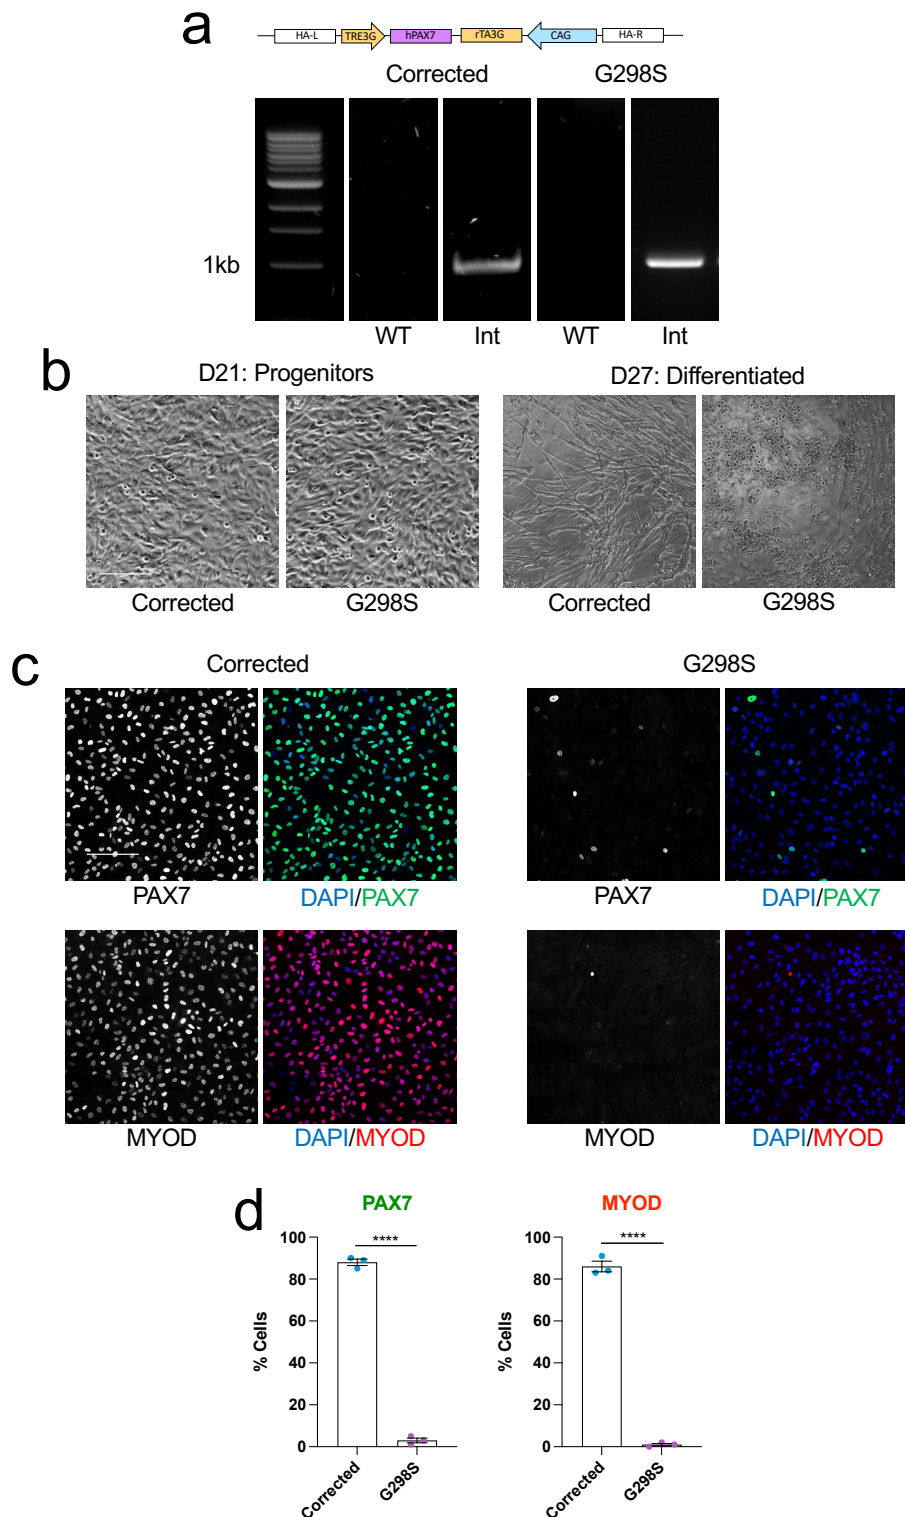 a
HA-L TRE3G hPAX7 rTA3G CAG HA-R
Corrected G298S
1kb
WT Int WT Int
b
D21: Progenitors D27: Differentiated
Corrected G298S Corrected G298S
c
Corrected G298S
PAX7 DAPI/PAX7 PAX7 DAPI/PAX7
MYOD DAPI/MYOD MYOD DAPI/MYOD
d
PAX7
****
% Cells
100
80
60
40
20
0
Corrected G298S
MYOD
****
% Cells
100
80
60
40
20
0
Corrected G298S